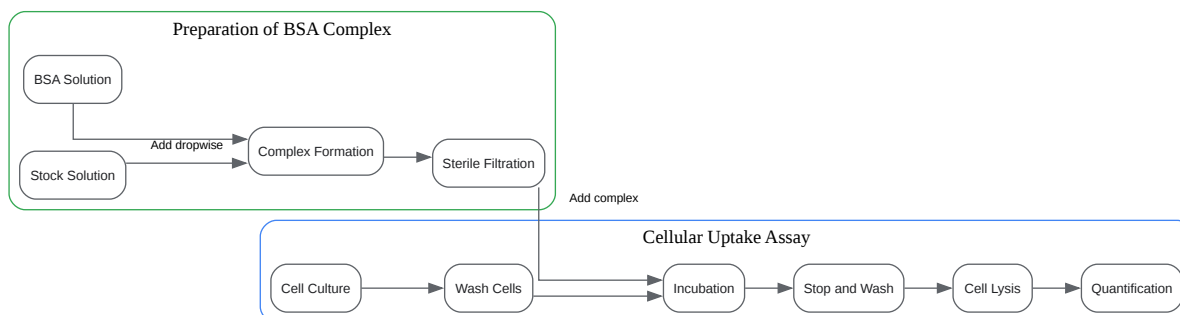 Preparation of BSA Complex
BSA Solution
Add dropwise
Stock Solution
Complex Formation
Sterile Filtration
Add complex
Cellular Uptake Assay
Cell Culture
Wash Cells
Incubation
Stop and Wash
Cell Lysis
Quantification